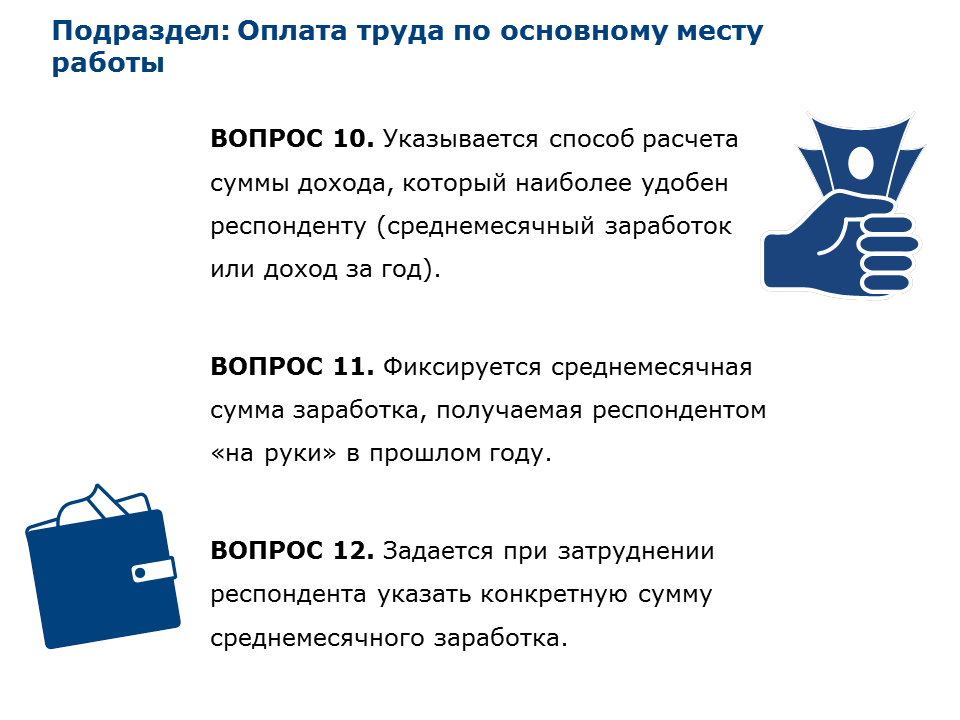 Подраздел: Оплата труда по основному месту
работы
ВОПРОС 10. Указывается способ расчета
суммы дохода, который наиболее удобен
респонденту (среднемесячный заработок
или доход за год).
ВОПРОС 11. Фиксируется среднемесячная
сумма заработка, получаемая респондентом
«на руки» в прошлом году.
ВОПРОС 12. Задается при затруднении
респондента указать конкретную сумму
среднемесячного заработка.